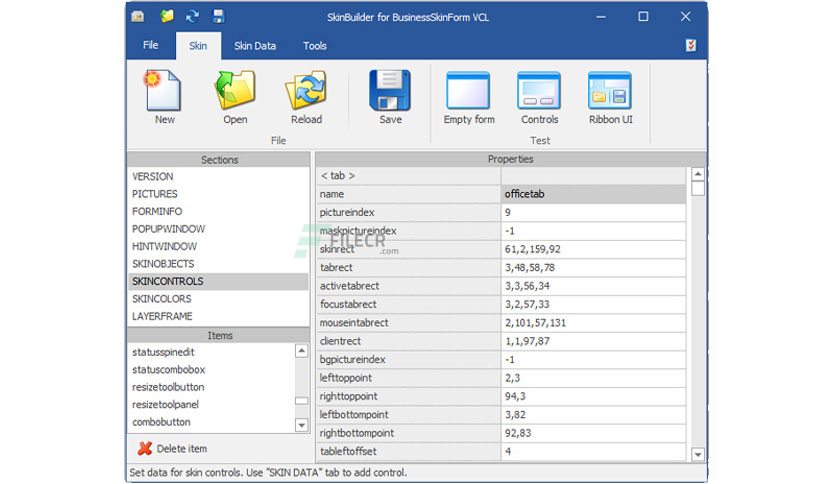 SkinBuilder for BusinessSkinForm VCL
File Skin Skin Data Tools
New Open Reload Save Empty form Controls Ribbon UI
File Test
Sections
VERSION
PICTURES
FORMINFO
POPUPWINDOW
HINTWINDOW
SKINOBJECTS
SKINCONTROLS
SKINCOLORS
LAYERFRAME
Items
statusspinedit
statuscombobox
resizetoolbutton
resizetoolpanel
combobutton
Delete item
Properties
< tab >
name officetab
pictureindex 9
maskpictureindex -1
skinrect 61,2,159,92
tabrect 3,48,58,78
activetabrect 3,3,56,34
focustabrect 3,2,57,33
mouseintabrect 2,101,57,131
clientrect 1,1,97,87
bgpictureindex -1
lefttoppoint 2,3
righttoppoint 94,3
leftbottompoint 3,82
rightbottompoint 92,83
tableftoffset 4
FILECR
.com
Set data for skin controls. Use "SKIN DATA" tab to add control.